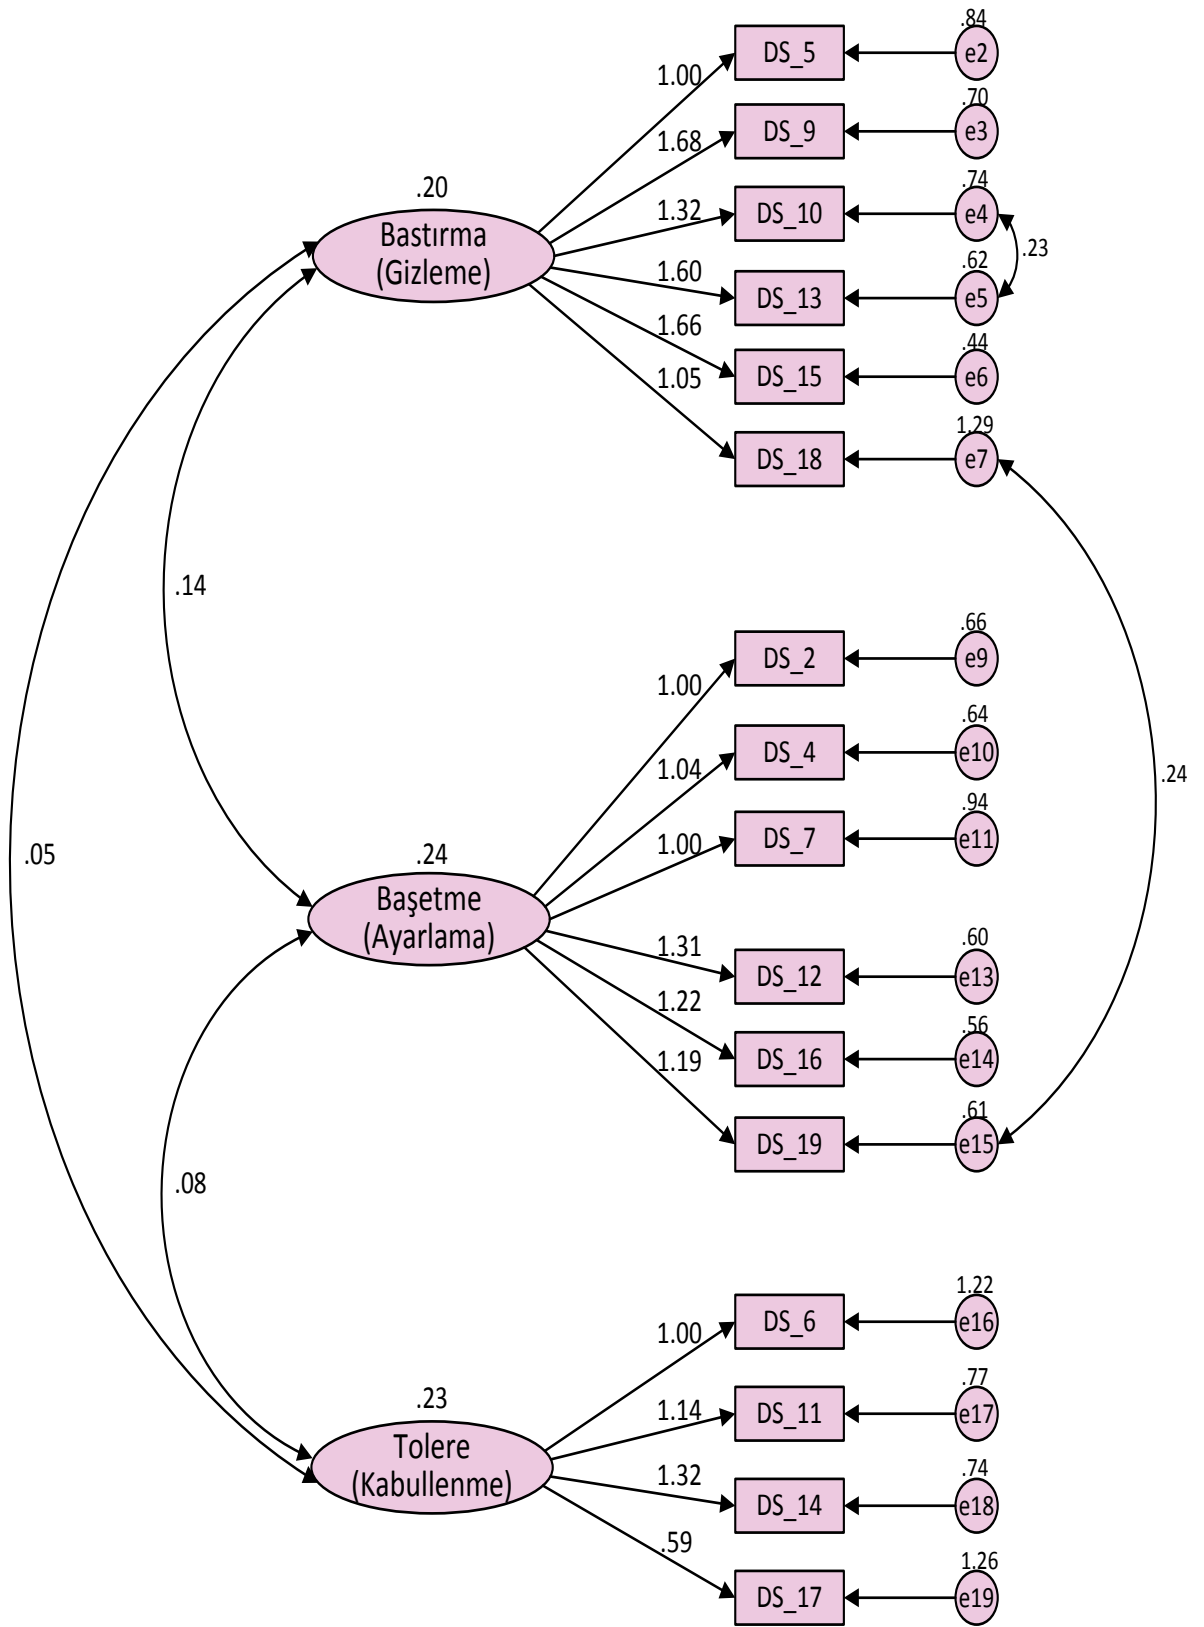 .84
1.00
DS_5
e2
.70
1.68
DS_9
e3
.20
.74
1.32
DS_10
e4
Bastırma
(Gizleme)
.23
.62
1.60
DS_13
e5
.44
1.66
DS_15
e6
1.05
1.29
DS_18
e7
.14
.66
1.00
DS_2
e9
.64
1.04
DS_4
e10
.24
.94
1.00
DS_7
e11
.05
.24
Başetme
(Ayarlama)
.60
1.31
DS_12
e13
.56
1.22
DS_16
e14
1.19
.61
DS_19
e15
.08
1.22
1.00
DS_6
e16
.77
.23
1.14
DS_11
e17
Tolere
(Kabullenme)
.74
1.32
DS_14
e18
.59
1.26
DS_17
e19